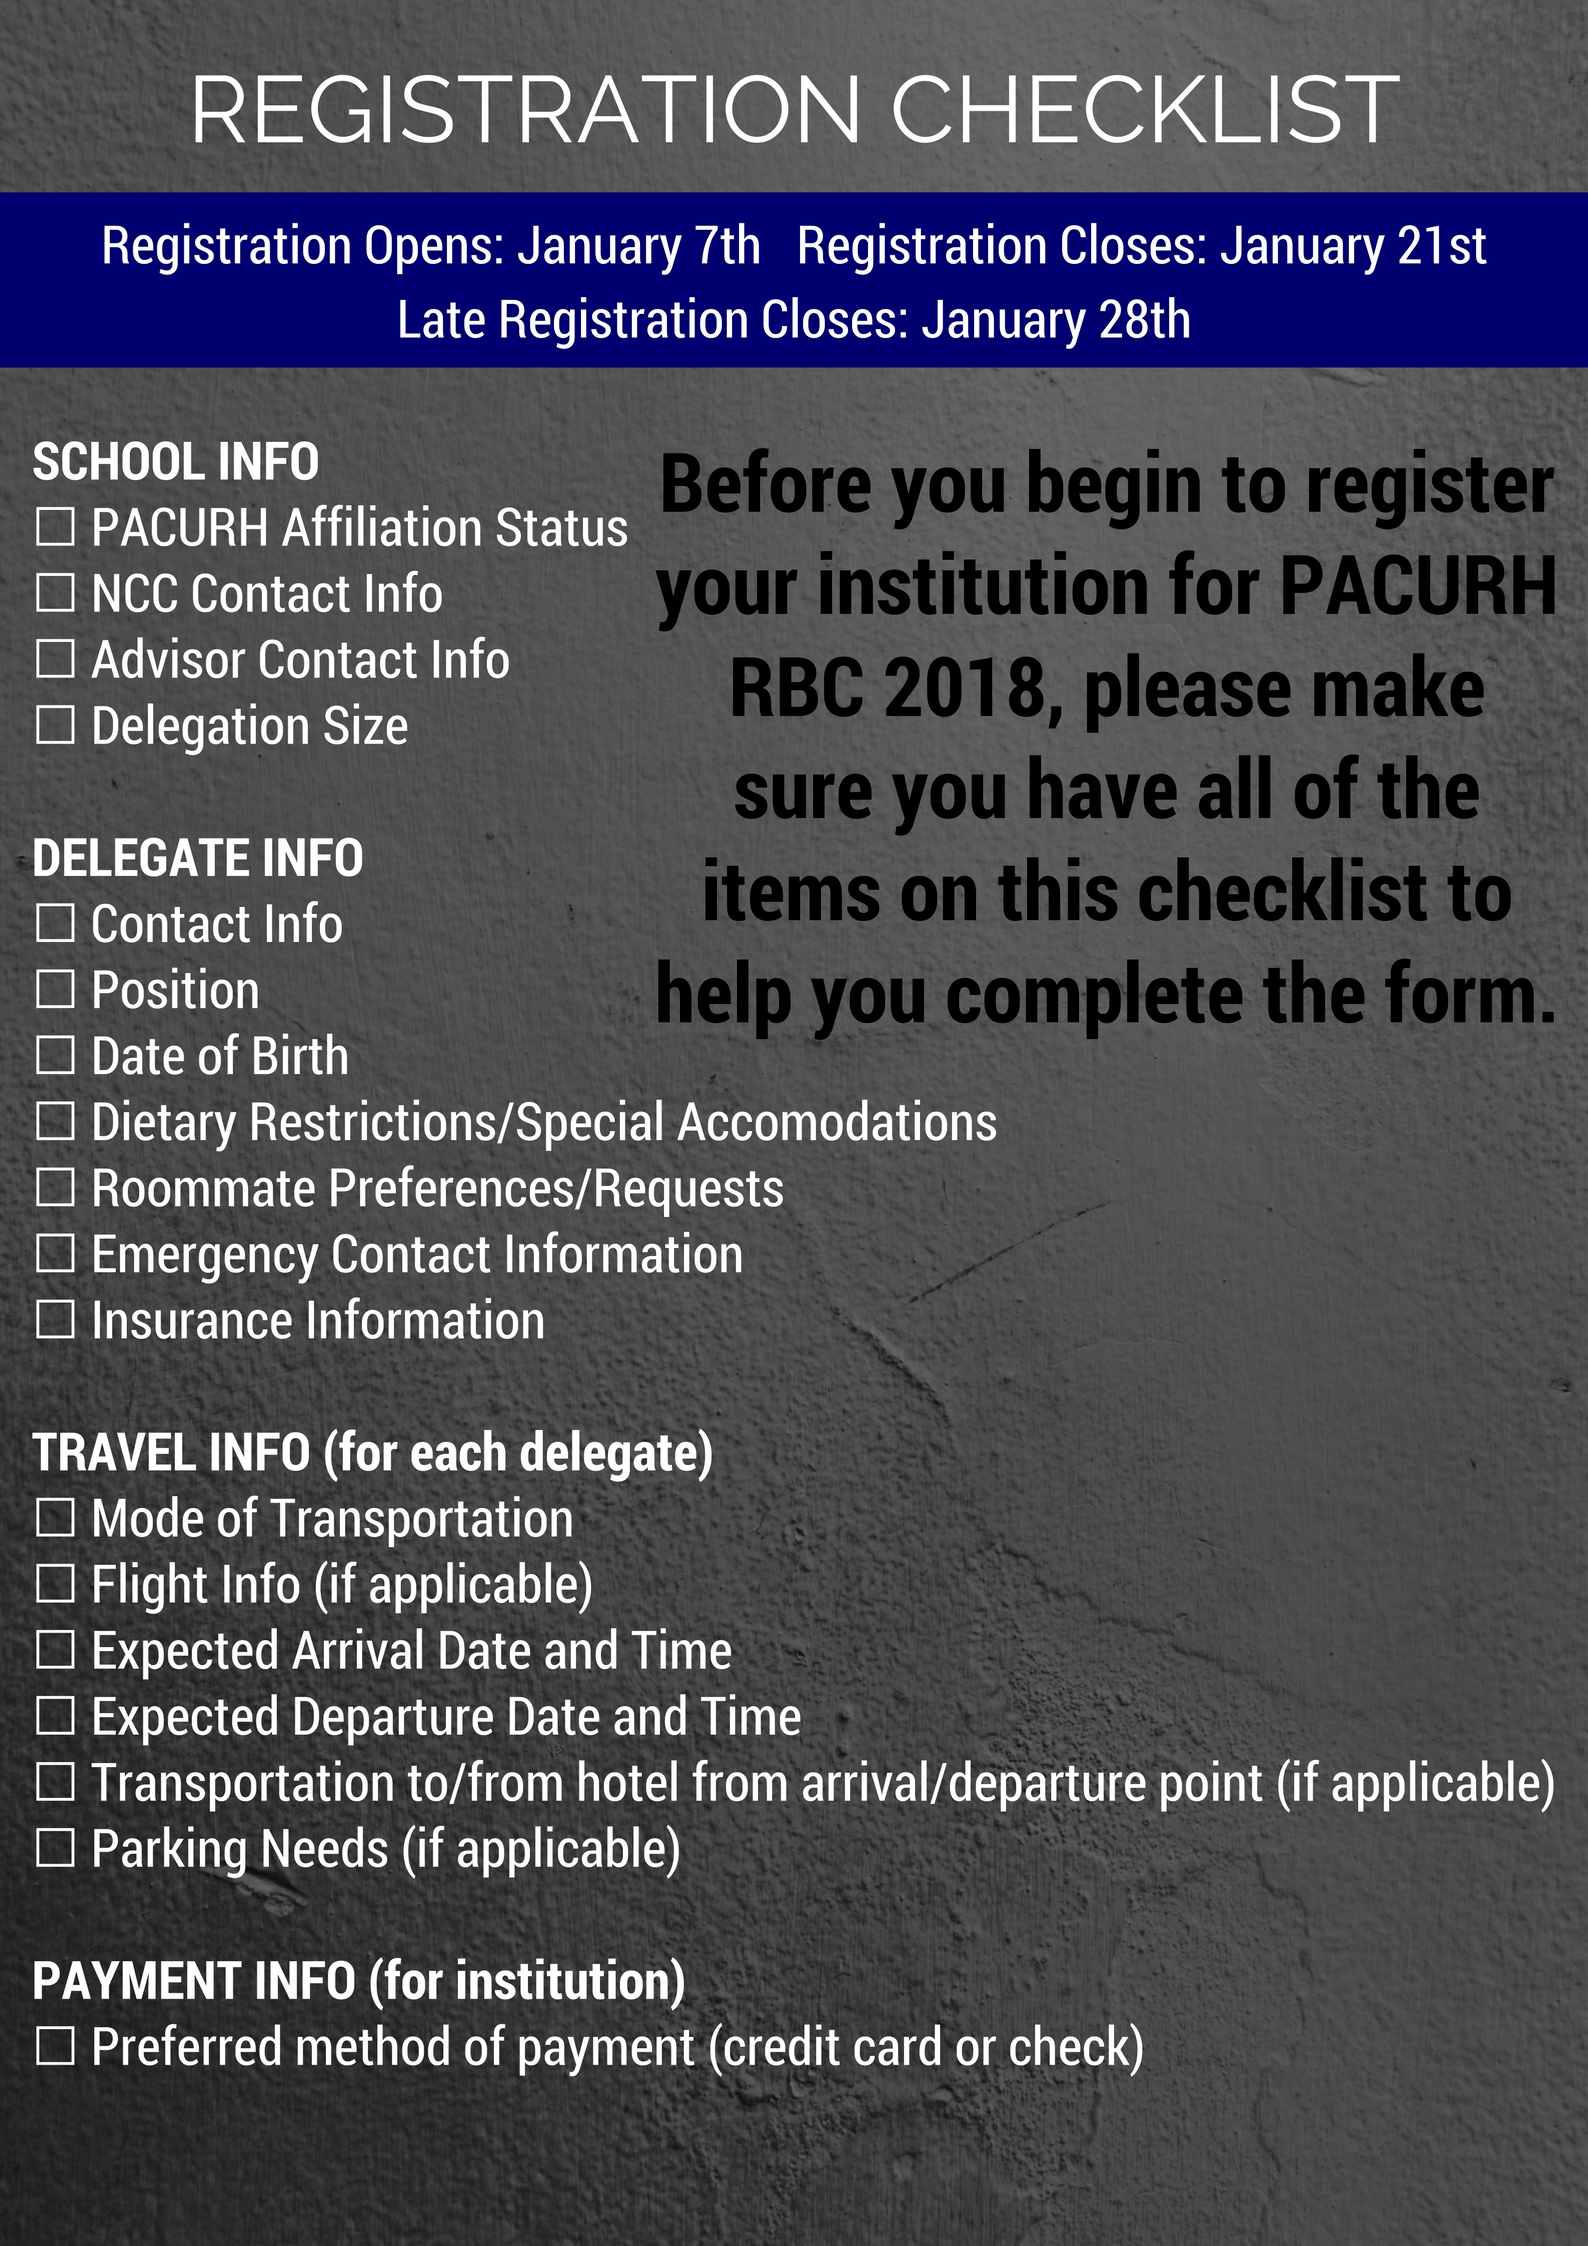 REGISTRATION CHECKLIST
Registration Opens: January 7th Registration Closes: January 21st
Late Registration Closes: January 28th
SCHOOL INFO
☐ PACURH Affiliation Status
☐ NCC Contact Info
☐ Advisor Contact Info
☐ Delegation Size
Before you begin to register
your institution for PACURH
RBC 2018, please make
sure you have all of the
items on this checklist to
help you complete the form.
DELEGATE INFO
☐ Contact Info
☐ Position
☐ Date of Birth
☐ Dietary Restrictions/Special Accomodations
☐ Roommate Preferences/Requests
☐ Emergency Contact Information
☐ Insurance Information
TRAVEL INFO (for each delegate)
☐ Mode of Transportation
☐ Flight Info (if applicable)
☐ Expected Arrival Date and Time
☐ Expected Departure Date and Time
☐ Transportation to/from hotel from arrival/departure point (if applicable)
☐ Parking Needs (if applicable)
PAYMENT INFO (for institution)
☐ Preferred method of payment (credit card or check)